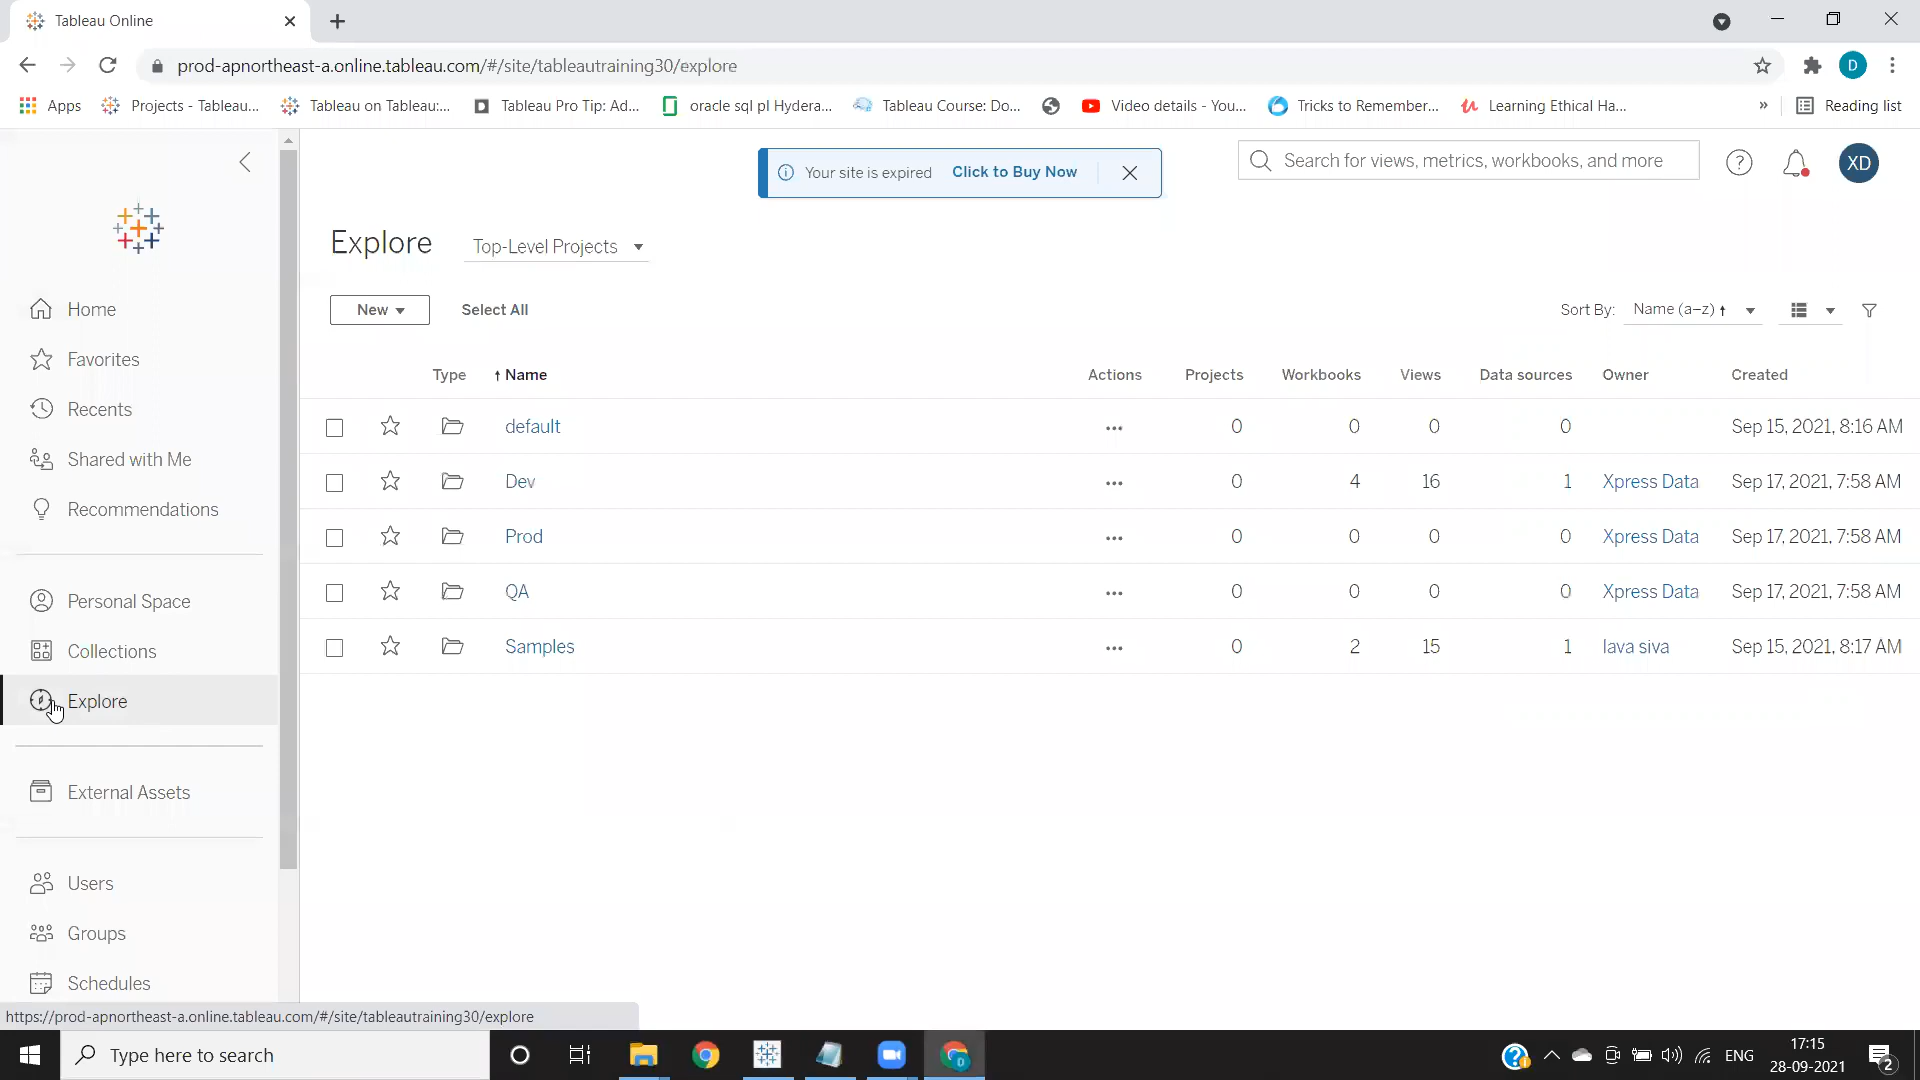 Tableau Online
prod-apnortheast-a.online.tableau.com/#/site/tableautraining30/explore
D
Apps
Projects - Tableau...
Tableau on Tableau:...
Tableau Pro Tip: Ad...
oracle sql pl Hydera...
Tableau Course: Do...
Video details - You...
Tricks to Remember...
Learning Ethical Ha...
»
Reading list
Your site is expired Click to Buy Now
Search for views, metrics, workbooks, and more
XD
Explore
Top-Level Projects
New
Select All
Sort By: Name (a–z) ↑
Home
Favorites
Recents
Shared with Me
Recommendations
Personal Space
Collections
Explore
External Assets
Users
Groups
Schedules
Type ↑ Name Actions Projects Workbooks Views Data sources Owner Created
default ... 0 0 0 0 Sep 15, 2021, 8:16 AM
Dev ... 0 4 16 1 Xpress Data Sep 17, 2021, 7:58 AM
Prod ... 0 0 0 0 Xpress Data Sep 17, 2021, 7:58 AM
QA ... 0 0 0 0 Xpress Data Sep 17, 2021, 7:58 AM
Samples ... 0 2 15 1 lava siva Sep 15, 2021, 8:17 AM
https://prod-apnortheast-a.online.tableau.com/#/site/tableautraining30/explore
Type here to search
ENG
17:15
28-09-2021
2